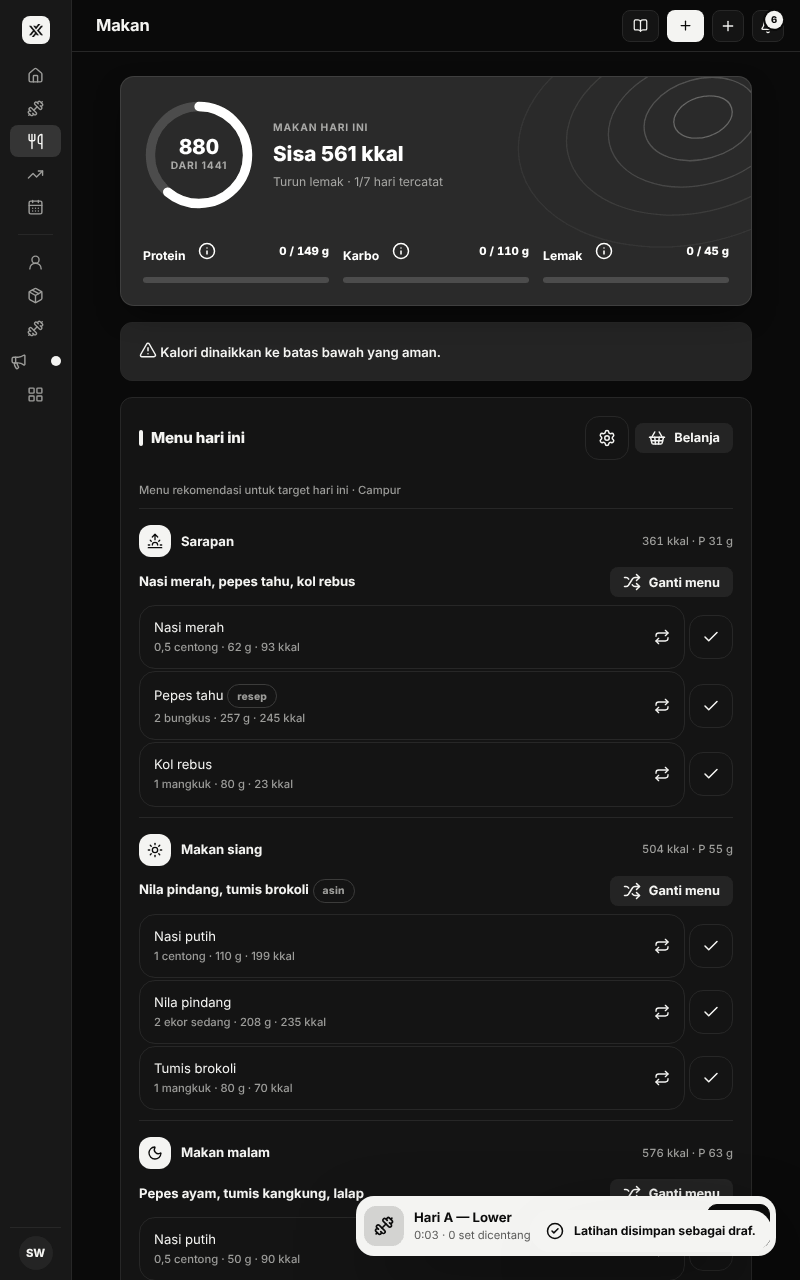 Makan
6
880
DARI 1441
MAKAN HARI INI
Sisa 561 kkal
Turun lemak · 1/7 hari tercatat
Protein 0 / 149 g
Karbo 0 / 110 g
Lemak 0 / 45 g
Kalori dinaikkan ke batas bawah yang aman.
Menu hari ini
Belanja
Menu rekomendasi untuk target hari ini · Campur
Sarapan
361 kkal · P 31 g
Nasi merah, pepes tahu, kol rebus
Ganti menu
Nasi merah
0,5 centong · 62 g · 93 kkal
Pepes tahu resep
2 bungkus · 257 g · 245 kkal
Kol rebus
1 mangkuk · 80 g · 23 kkal
Makan siang
504 kkal · P 55 g
Nila pindang, tumis brokoli asin
Ganti menu
Nasi putih
1 centong · 110 g · 199 kkal
Nila pindang
2 ekor sedang · 208 g · 235 kkal
Tumis brokoli
1 mangkuk · 80 g · 70 kkal
Makan malam
576 kkal · P 63 g
Pepes ayam, tumis kangkung, lalap
Ganti menu
Nasi putih
0,5 centong · 50 g · 90 kkal
Hari A — Lower
0:03 · 0 set dicentang
Latihan disimpan sebagai draf.
SW